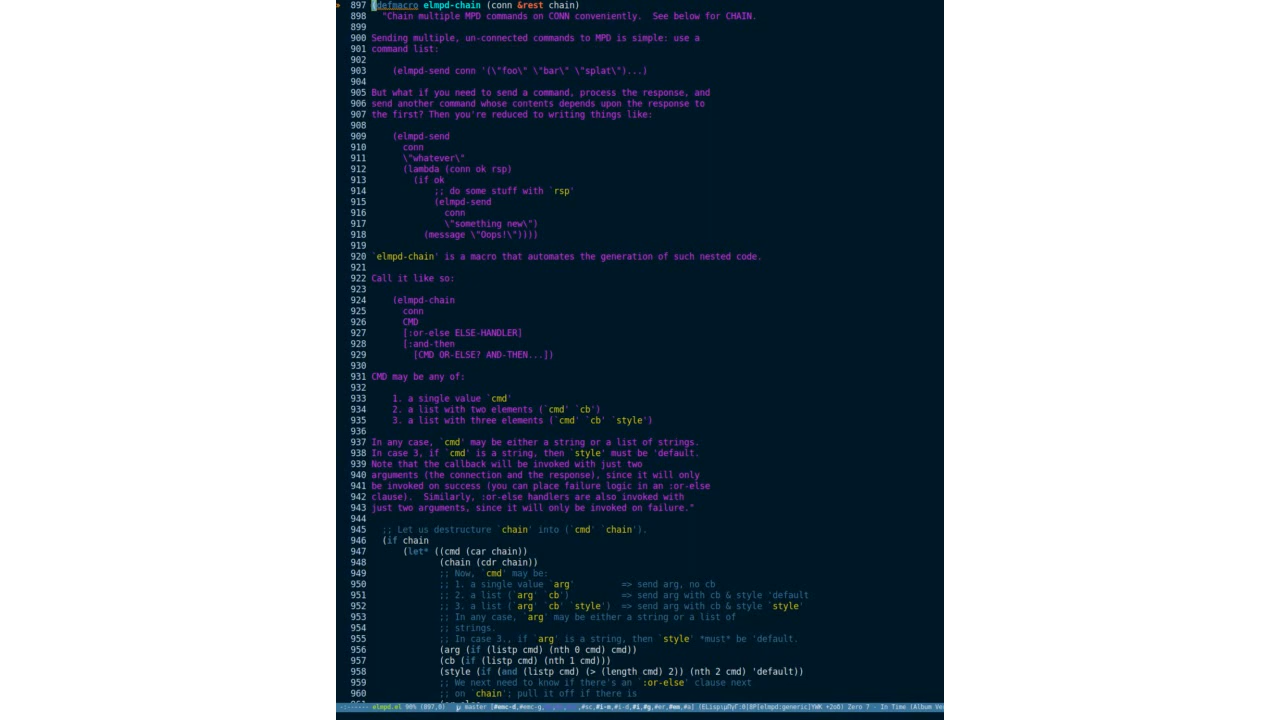 897 (defmacro elmpd-chain (conn &rest chain)
898   "Chain multiple MPD commands on CONN conveniently.  See below for CHAIN.
899
900 Sending multiple, un-connected commands to MPD is simple: use a
901 command list:
902
903     (elmpd-send conn '(\"foo\" \"bar\" \"splat\")...)
904
905 But what if you need to send a command, process the response, and
906 send another command whose contents depends upon the response to
907 the first? Then you're reduced to writing things like:
908
909     (elmpd-send
910       conn
911       \"whatever\"
912       (lambda (conn ok rsp)
913         (if ok
914             ;; do some stuff with `rsp'
915             (elmpd-send
916               conn
917               \"something new\")
918           (message \"Oops!\"))))
919
920 `elmpd-chain' is a macro that automates the generation of such nested code.
921
922 Call it like so:
923
924     (elmpd-chain
925       conn
926       CMD
927       [:or-else ELSE-HANDLER]
928       [:and-then
929         [CMD OR-ELSE? AND-THEN...])
930
931 CMD may be any of:
932
933     1. a single value `cmd'
934     2. a list with two elements (`cmd' `cb')
935     3. a list with three elements (`cmd' `cb' `style')
936
937 In any case, `cmd' may be either a string or a list of strings.
938 In case 3, if `cmd' is a string, then `style' must be 'default.
939 Note that the callback will be invoked with just two
940 arguments (the connection and the response), since it will only
941 be invoked on success (you can place failure logic in an :or-else
942 clause).  Similarly, :or-else handlers are also invoked with
943 just two arguments, since it will only be invoked on failure."
944
945   ;; Let us destructure `chain' into (`cmd' `chain').
946   (if chain
947       (let* ((cmd (car chain))
948              (chain (cdr chain))
949              ;; Now, `cmd' may be:
950              ;; 1. a single value `arg'         => send arg, no cb
951              ;; 2. a list (`arg' `cb')          => send arg with cb & style 'default
952              ;; 3. a list (`arg' `cb' `style')  => send arg with cb & style `style'
953              ;; In any case, `arg' may be either a string or a list of
954              ;; strings.
955              ;; In case 3., if `arg' is a string, then `style' *must* be 'default.
956              (arg (if (listp cmd) (nth 0 cmd) cmd))
957              (cb (if (listp cmd) (nth 1 cmd)))
958              (style (if (and (listp cmd) (> (length cmd) 2)) (nth 2 cmd) 'default))
959              ;; We next need to know if there's an `:or-else' clause next
960              ;; on `chain'; pull it off if there is
-:------ elmpd.el 90% (897,0) master [#emc-d,#emc-g, #sc,#i-m,#i-d,#i,#g,#er,#mm,#a] Zero 7 - In Time (Album